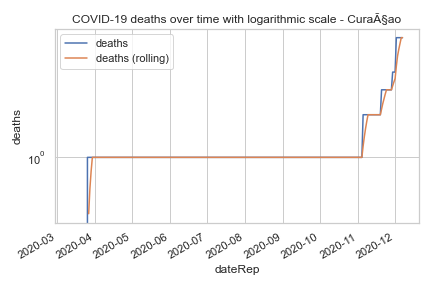 COVID-19 deaths over time with logarithmic scale - CuraÃ§ao
deaths
deaths (rolling)
deaths
10⁰
2020-03
2020-04
2020-05
2020-06
2020-07
2020-08
2020-09
2020-10
2020-11
2020-12
dateRep